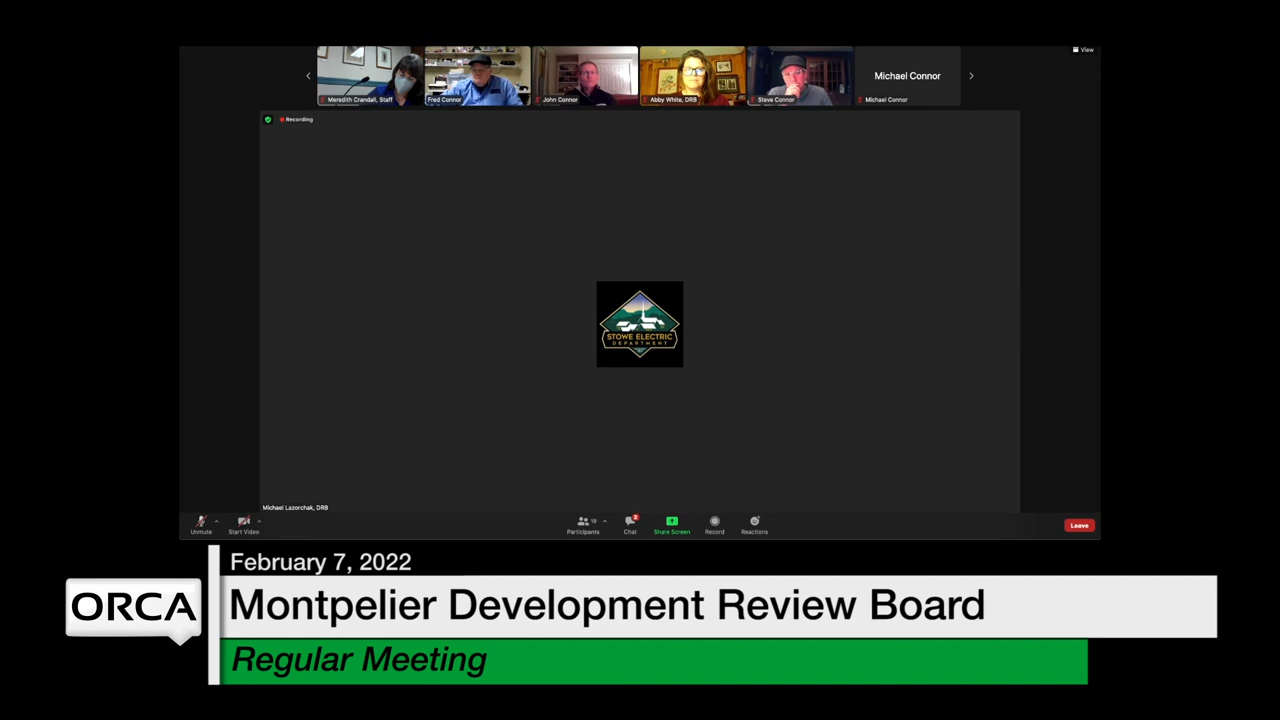 View
Michael Connor
Meredith Crandall, Staff
Fred Connor
John Connor
Abby White, DRB
Steve Connor
Michael Connor
Recording
STOWE ELECTRIC
DEPARTMENT
Michael Lazorchak, DRB
Unmute
Start Video
Participants
Chat
Share Screen
Record
Reactions
Leave
February 7, 2022
ORCA
Montpelier Development Review Board
Regular Meeting